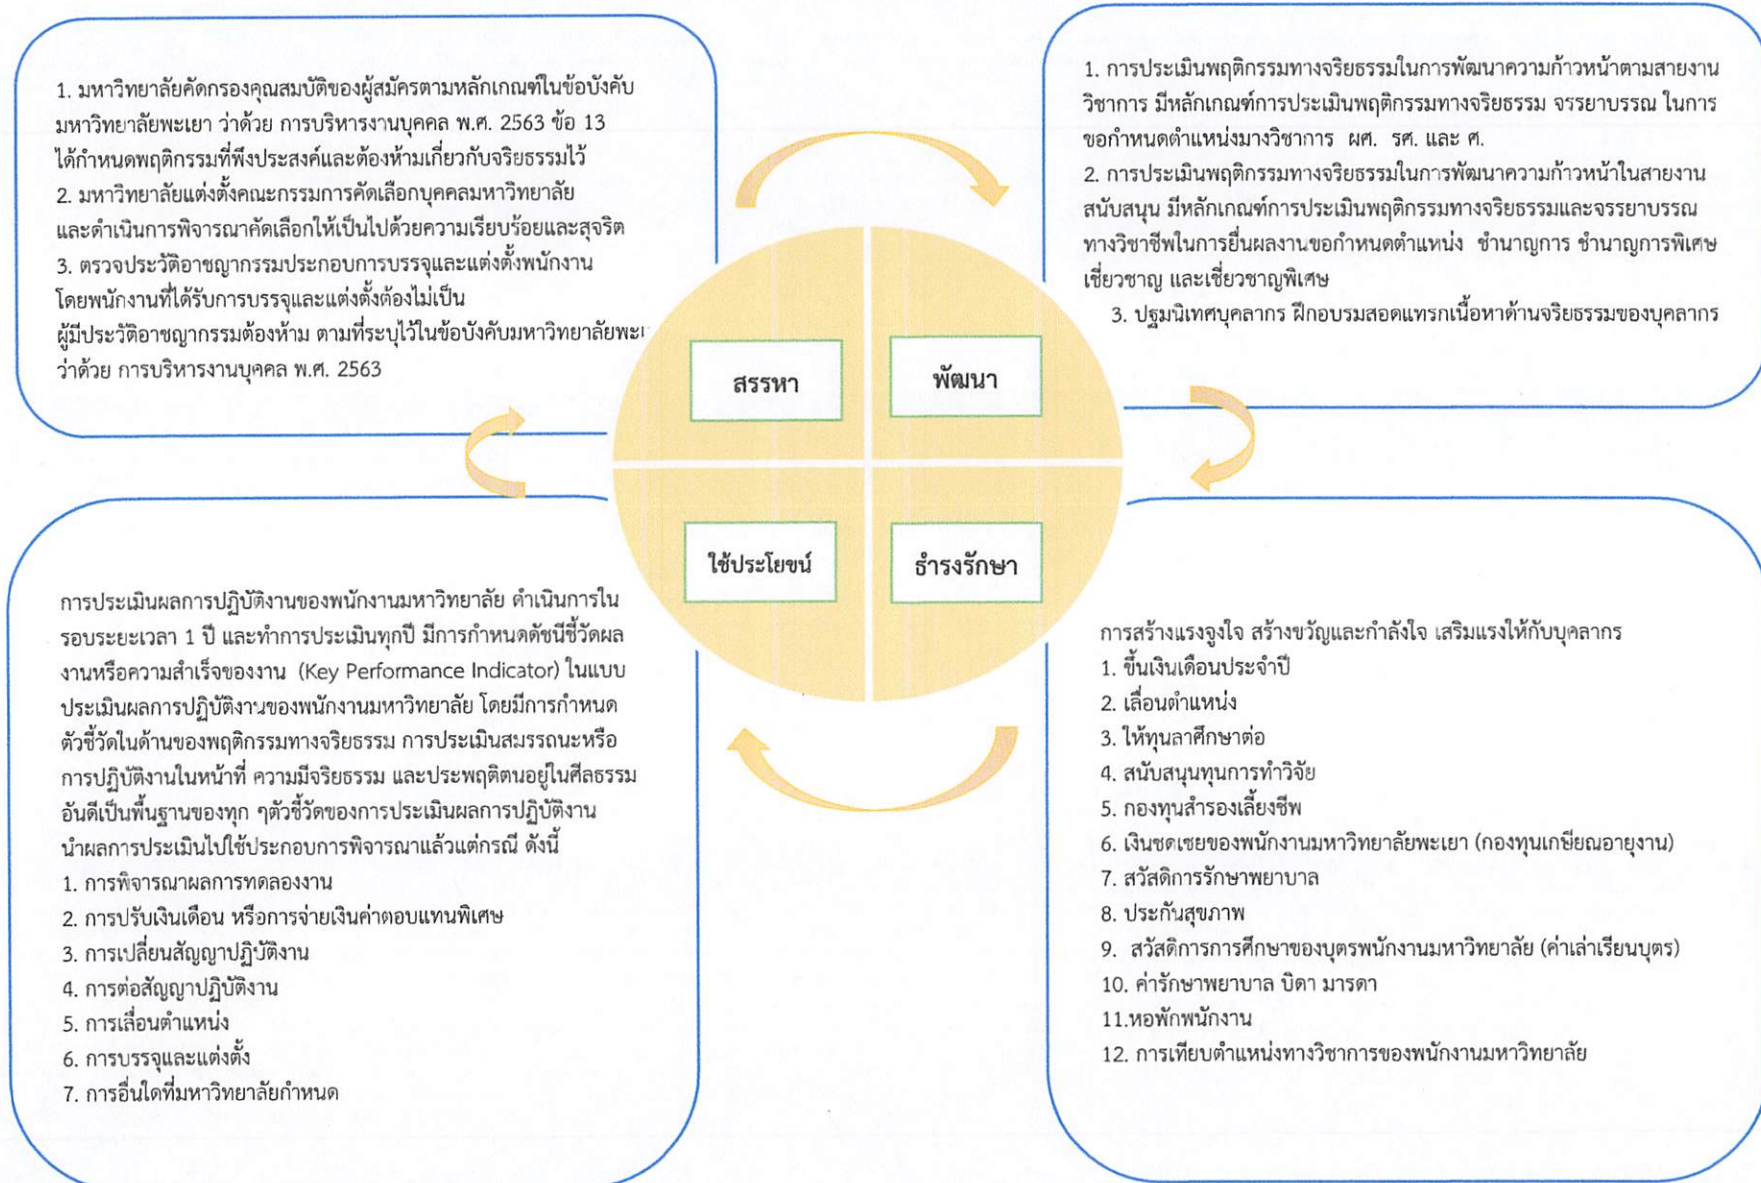 1. มหาวิทยาลัยคัดกรองคุณสมบัติของผู้สมัครตามหลักเกณฑ์ในข้อบังคับ
มหาวิทยาลัยพะเยา ว่าด้วย การบริหารงานบุคคล พ.ศ. 2563 ข้อ 13
ได้กำหนดพฤติกรรมที่พึงประสงค์และต้องห้ามเกี่ยวกับจริยธรรมไว้
2. มหาวิทยาลัยแต่งตั้งคณะกรรมการคัดเลือกบุคคลมหาวิทยาลัย
และดำเนินการพิจารณาคัดเลือกให้เป็นไปด้วยความเรียบร้อยและสุจริต
3. ตรวจประวัติอาชญากรรมประกอบการบรรจุและแต่งตั้งพนักงาน
โดยพนักงานที่ได้รับการบรรจุและแต่งตั้งต้องไม่เป็น
ผู้มีประวัติอาชญากรรมต้องห้าม ตามที่ระบุไว้ในข้อบังคับมหาวิทยาลัยพะเ
ว่าด้วย การบริหารงานบุคคล พ.ศ. 2563
1. การประเมินพฤติกรรมทางจริยธรรมในการพัฒนาความก้าวหน้าตามสายงาน
วิชาการ มีหลักเกณฑ์การประเมินพฤติกรรมทางจริยธรรม จรรยาบรรณ ในการ
ขอกำหนดตำแหน่งมางวิชาการ ผศ. รศ. และ ศ.
2. การประเมินพฤติกรรมทางจริยธรรมในการพัฒนาความก้าวหน้าในสายงาน
สนับสนุน มีหลักเกณฑ์การประเมินพฤติกรรมทางจริยธรรมและจรรยาบรรณ
ทางวิชาชีพในการยื่นผลงานขอกำหนดตำแหน่ง ชำนาญการ ชำนาญการพิเศษ
เชี่ยวชาญ และเชี่ยวชาญพิเศษ
3. ปฐมนิเทศบุคลากร ฝึกอบรมสอดแทรกเนื้อหาด้านจริยธรรมของบุคลากร
สรรหา
พัฒนา
ใช้ประโยขน์
ธำรงรักษา
การประเมินผลการปฏิบัติงานของพนักงานมหาวิทยาลัย ดำเนินการใน
รอบระยะเวลา 1 ปี และทำการประเมินทุกปี มีการกำหนดดัชนีชี้วัดผล
งานหรือความสำเร็จของงาน (Key Performance Indicator) ในแบบ
ประเมินผลการปฏิบัติงานของพนักงานมหาวิทยาลัย โดยมีการกำหนด
ตัวชี้วัดในด้านของพฤติกรรมทางจริยธรรม การประเมินสมรรถนะหรือ
การปฏิบัติงานในหน้าที่ ความมีจริยธรรม และประพฤติตนอยู่ในศีลธรรม
อันดีเป็นพื้นฐานของทุก ๆตัวชี้วัดของการประเมินผลการปฏิบัติงาน
นำผลการประเมินไปใช้ประกอบการพิจารณาแล้วแต่กรณี ดังนี้
1. การพิจารณาผลการทดลองงาน
2. การปรับเงินเดือน หรือการจ่ายเงินค่าตอบแทนพิเศษ
3. การเปลี่ยนสัญญาปฏิบัติงาน
4. การต่อสัญญาปฏิบัติงาน
5. การเลื่อนตำแหน่ง
6. การบรรจุและแต่งตั้ง
7. การอื่นใดที่มหาวิทยาลัยกำหนด
การสร้างแรงจูงใจ สร้างขวัญและกำลังใจ เสริมแรงให้กับบุคลากร
1. ขึ้นเงินเดือนประจำปี
2. เลื่อนตำแหน่ง
3. ให้ทุนลาศึกษาต่อ
4. สนับสนุนทุนการทำวิจัย
5. กองทุนสำรองเลี้ยงชีพ
6. เงินชดเชยของพนักงานมหาวิทยาลัยพะเยา (กองทุนเกษียณอายุงาน)
7. สวัสดิการรักษาพยาบาล
8. ประกันสุขภาพ
9. สวัสดิการการศึกษาของบุตรพนักงานมหาวิทยาลัย (ค่าเล่าเรียนบุตร)
10. ค่ารักษาพยาบาล บิดา มารดา
11.หอพักพนักงาน
12. การเทียบตำแหน่งทางวิชาการของพนักงานมหาวิทยาลัย